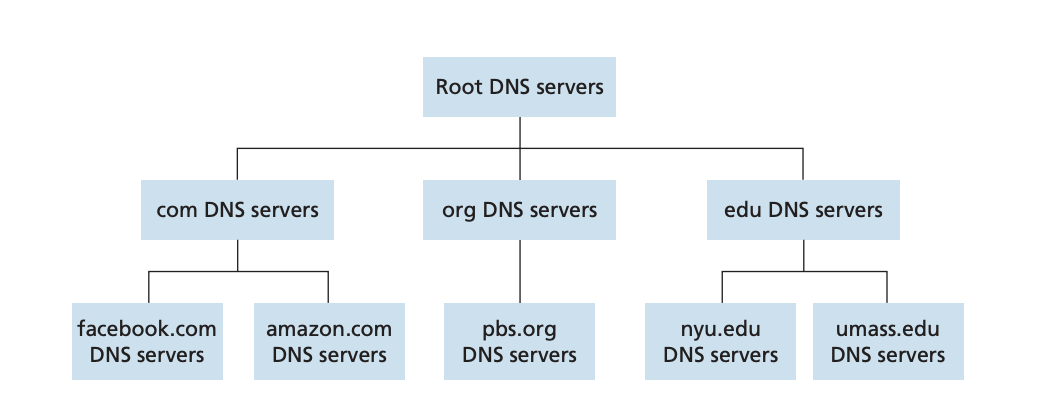 Root DNS servers
com DNS servers
org DNS servers
edu DNS servers
facebook.com
DNS servers
amazon.com
DNS servers
pbs.org
DNS servers
nyu.edu
DNS servers
umass.edu
DNS servers